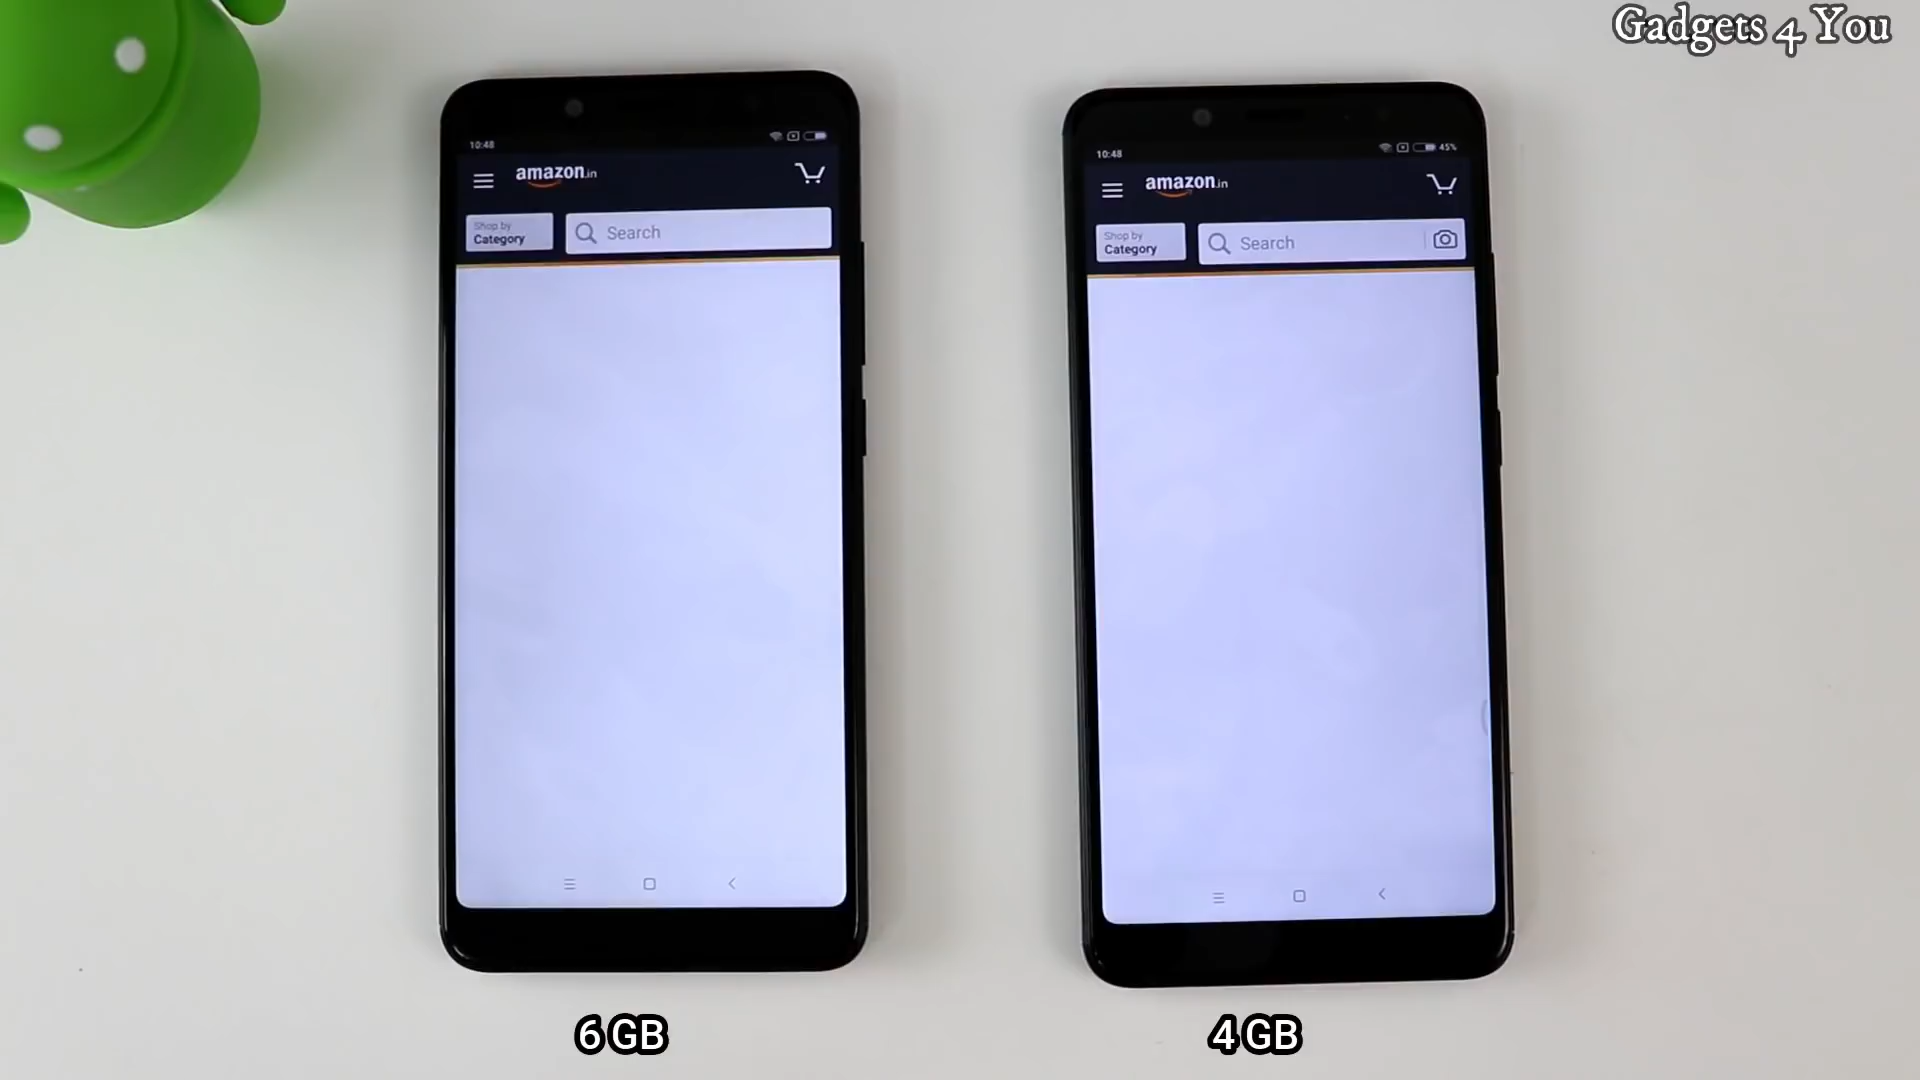 Gadgets 4 You
10:48
amazon.in
Shop by
Category
Search
10:48
45%
amazon.in
Shop by
Category
Search
6 GB
4 GB